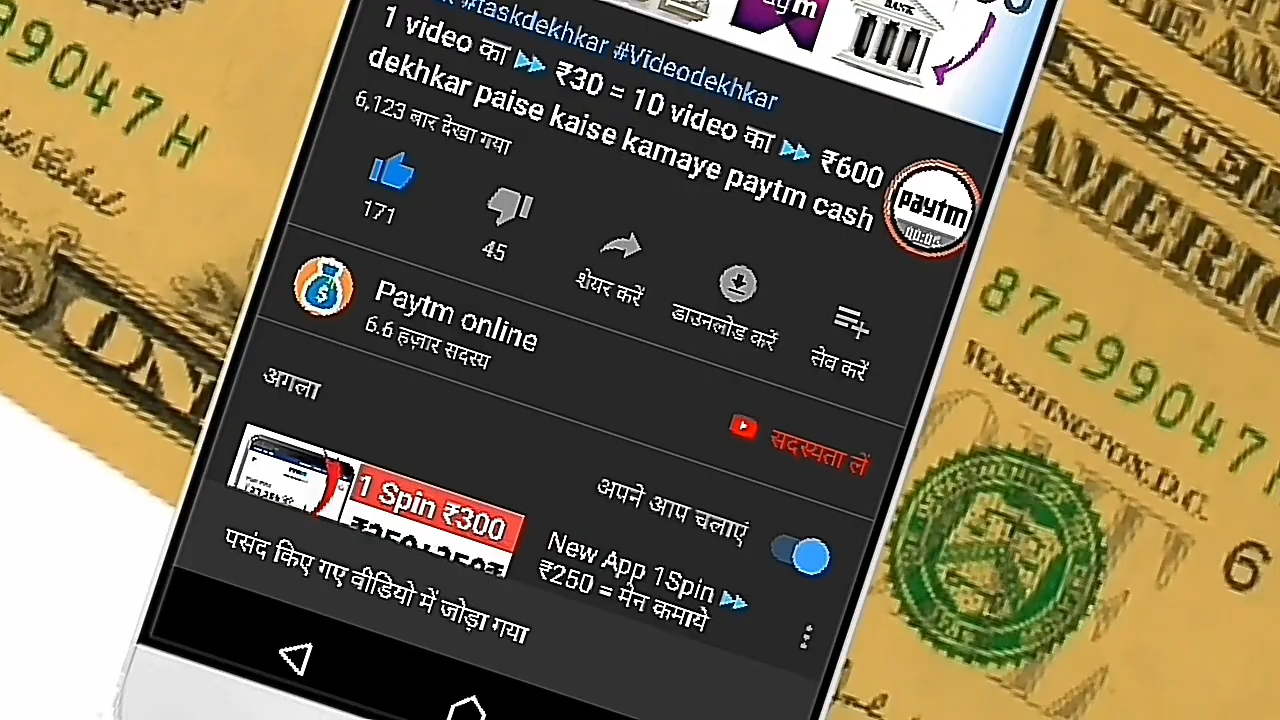 #taskdekhkar #Videodekhkar
1 video का ▶▶ ₹30 = 10 video का ▶▶ ₹600
dekhkar paise kaise kamaye paytm cash
6,123 बार देखा गया
171
45
शेयर करें
डाउनलोड करें
सेव करें
Paytm online
6.6 हज़ार सदस्य
सदस्यता लें
अगला
अपने आप चलाएं
1 Spin ₹300
New App 1Spin ▶▶
₹250 = मेन कमाये
पसंद किए गए वीडियो में जोड़ा गया
BANK
paytm
99047H
87299047
WASHINGTON, D.C.
6